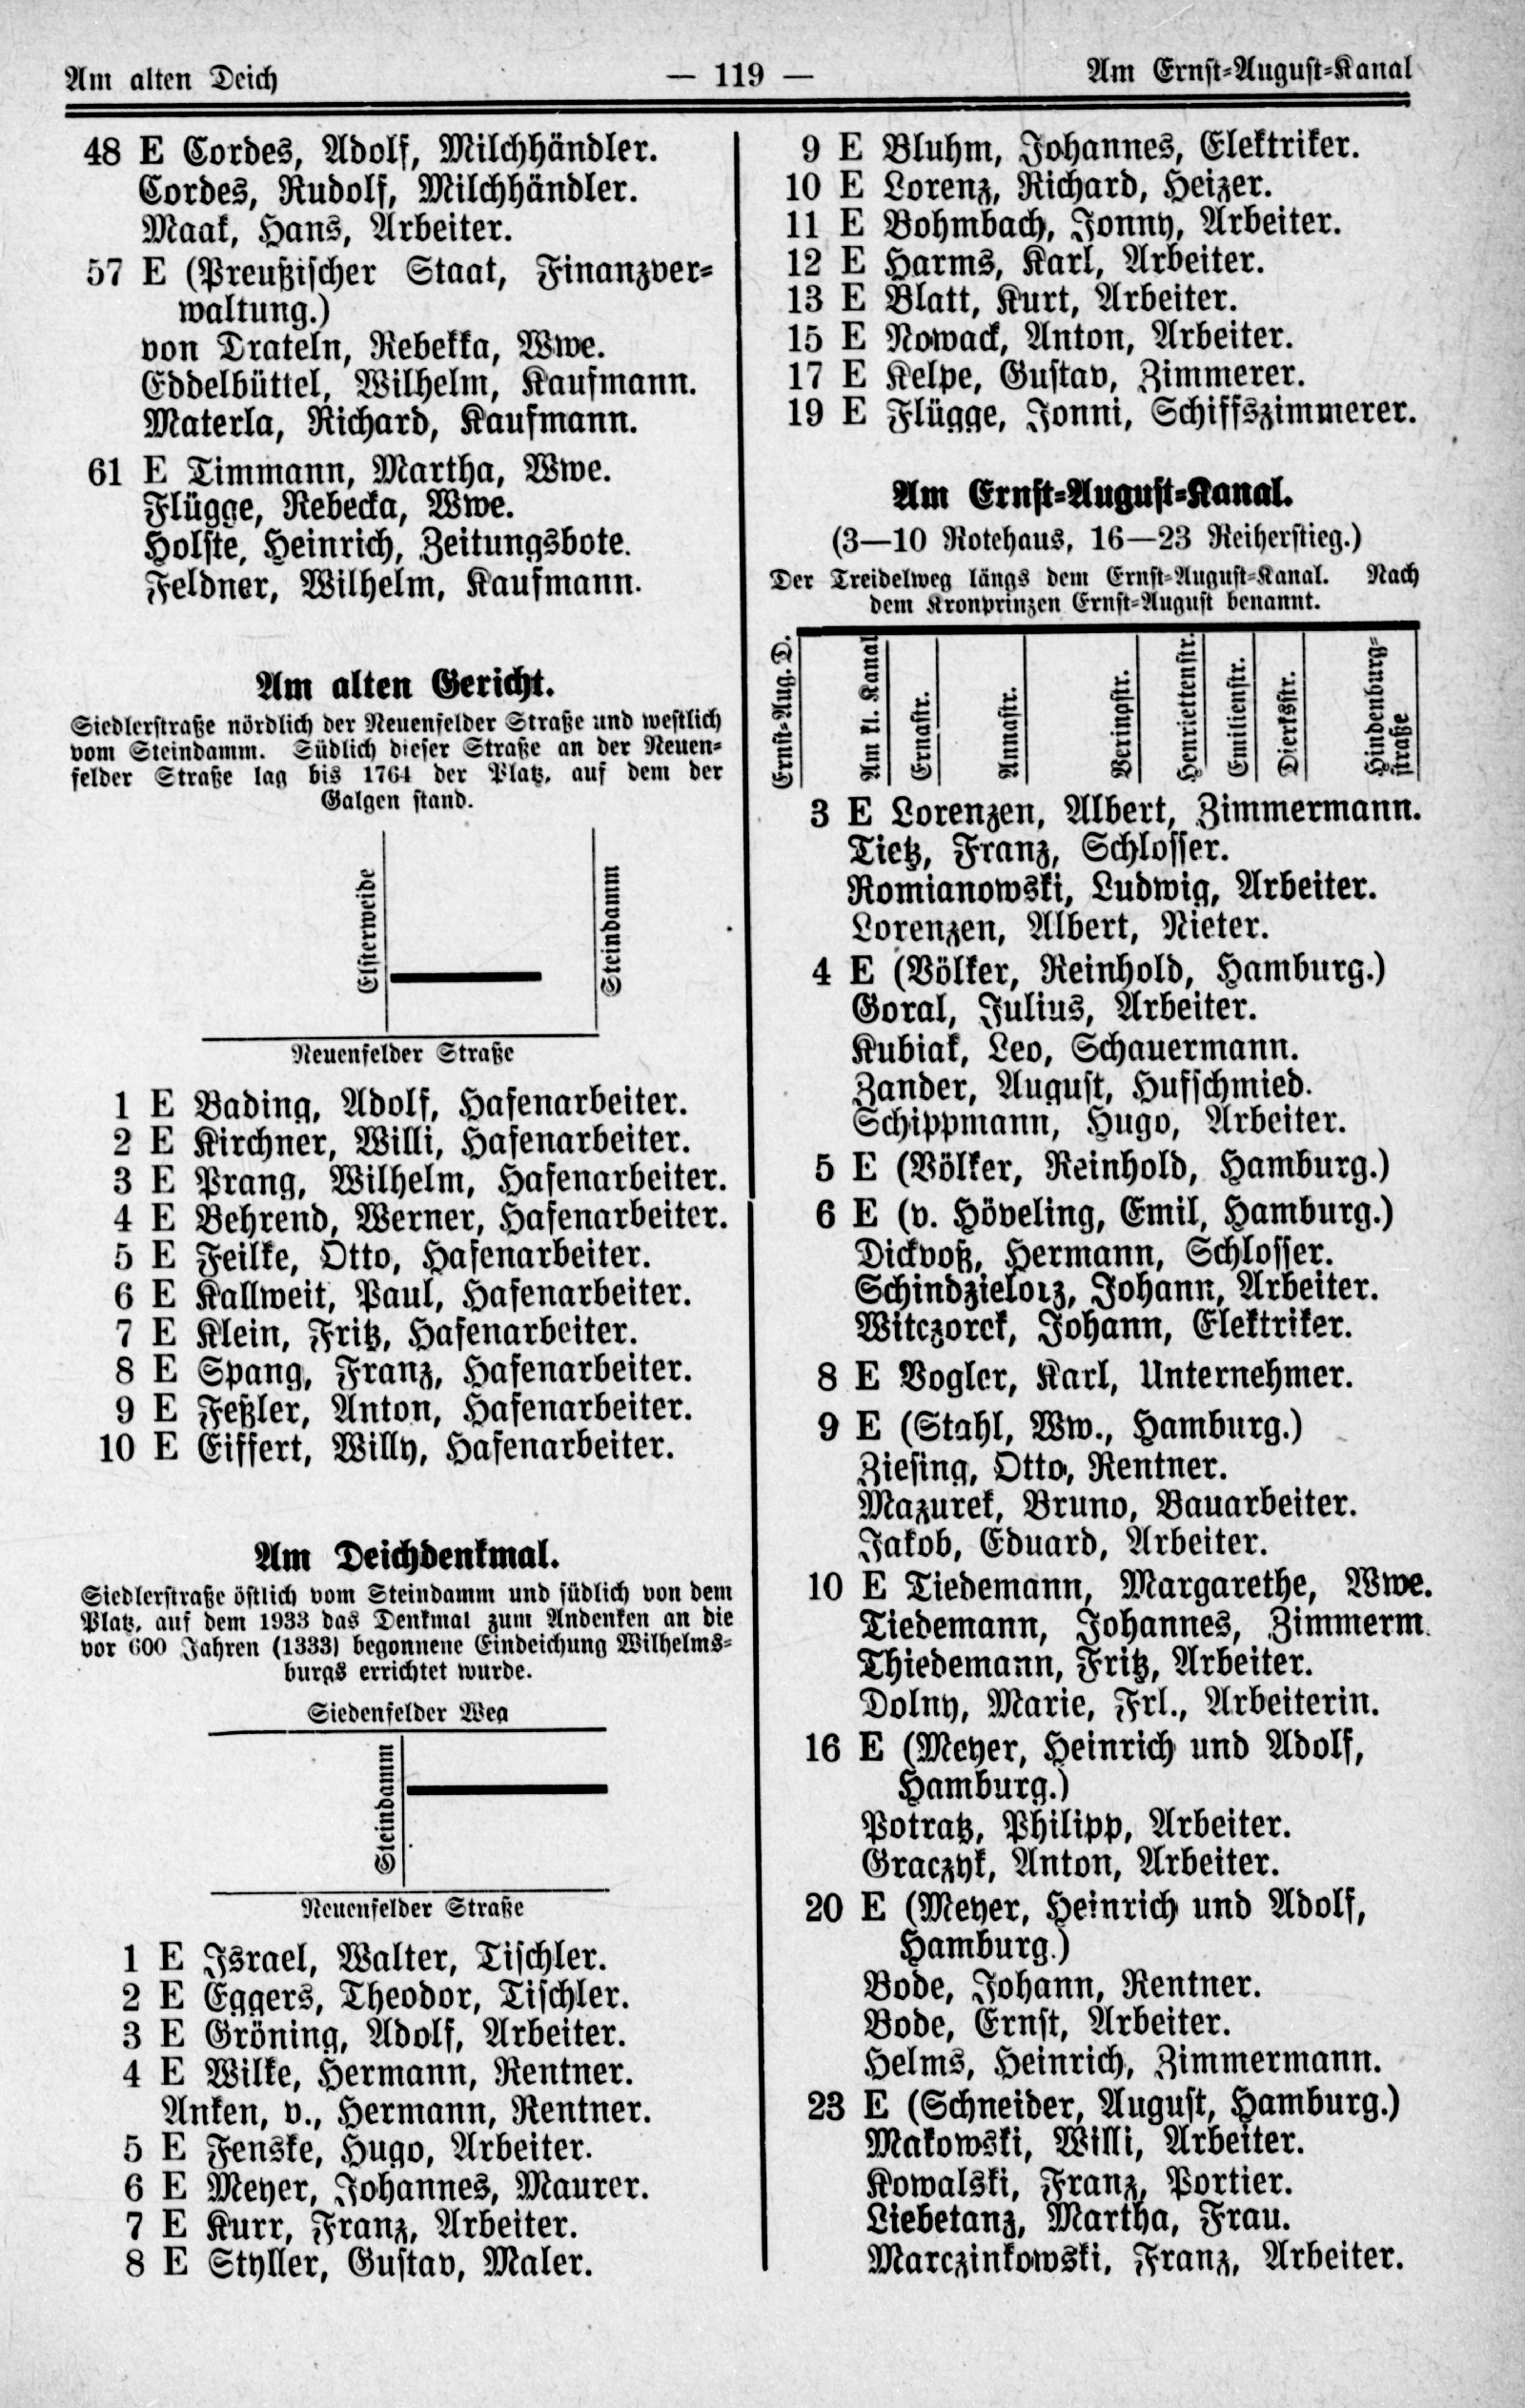 Am alten Deich
— 119 —
Am Ernst-August-Kanal
48 E Cordes, Adolf, Milchhändler.
Cordes, Rudolf, Milchhändler.
Maak, Hans, Arbeiter.
57 E (Preußischer Staat, Finanzver-
waltung.)
von Drateln, Rebekka, Wwe.
Eddelbüttel, Wilhelm, Kaufmann.
Materla, Richard, Kaufmann.
61 E Timmann, Martha, Wwe.
Flügge, Rebecka, Wwe.
Holste, Heinrich, Zeitungsbote.
Feldner, Wilhelm, Kaufmann.
Am alten Gericht.
Siedlerstraße nördlich der Neuenfelder Straße und westlich
vom Steindamm. Südlich dieser Straße an der Neuen-
felder Straße lag bis 1764 der Platz, auf dem der
Galgen stand.
Elsterweide
Steindamm
Neuenfelder Straße
1 E Bading, Adolf, Hafenarbeiter.
2 E Kirchner, Willi, Hafenarbeiter.
3 E Prang, Wilhelm, Hafenarbeiter.
4 E Behrend, Werner, Hafenarbeiter.
5 E Feilke, Otto, Hafenarbeiter.
6 E Kallweit, Paul, Hafenarbeiter.
7 E Klein, Fritz, Hafenarbeiter.
8 E Spang, Franz, Hafenarbeiter.
9 E Feßler, Anton, Hafenarbeiter.
10 E Eiffert, Willy, Hafenarbeiter.
Am Deichdenkmal.
Siedlerstraße östlich vom Steindamm und südlich von dem
Platz, auf dem 1933 das Denkmal zum Andenken an die
vor 600 Jahren (1333) begonnene Eindeichung Wilhelms-
burgs errichtet wurde.
Siedenfelder Weg
Steindamm
Neuenfelder Straße
1 E Israel, Walter, Tischler.
2 E Eggers, Theodor, Tischler.
3 E Gröning, Adolf, Arbeiter.
4 E Wilke, Hermann, Rentner.
Anken, v., Hermann, Rentner.
5 E Fenske, Hugo, Arbeiter.
6 E Meyer, Johannes, Maurer.
7 E Kurr, Franz, Arbeiter.
8 E Styller, Gustav, Maler.
9 E Bluhm, Johannes, Elektriker.
10 E Lorenz, Richard, Heizer.
11 E Bohmbach, Jonny, Arbeiter.
12 E Harms, Karl, Arbeiter.
13 E Blatt, Kurt, Arbeiter.
15 E Nowack, Anton, Arbeiter.
17 E Kelpe, Gustav, Zimmerer.
19 E Flügge, Jonni, Schiffszimmerer.
Am Ernst-August-Kanal.
(3—10 Rotehaus, 16—23 Reiherstieg.)
Der Treidelweg längs dem Ernst-August-Kanal. Nach
dem Kronprinzen Ernst-August benannt.
Ernst-Aug. D.
Am kl. Kanal
Ernastr.
Annastr.
Veringstr.
Henriettenstr.
Emilienstr.
Dierksstr.
Hindenburg-
straße
3 E Lorenzen, Albert, Zimmermann.
Tietz, Franz, Schlosser.
Romianowski, Ludwig, Arbeiter.
Lorenzen, Albert, Nieter.
4 E (Völker, Reinhold, Hamburg.)
Goral, Julius, Arbeiter.
Kubiak, Leo, Schauermann.
Zander, August, Hufschmied.
Schippmann, Hugo, Arbeiter.
5 E (Völker, Reinhold, Hamburg.)
6 E (v. Höveling, Emil, Hamburg.)
Dickvoß, Hermann, Schlosser.
Schindzielorz, Johann, Arbeiter.
Witczorek, Johann, Elektriker.
8 E Vogler, Karl, Unternehmer.
9 E (Stahl, Ww., Hamburg.)
Ziesing, Otto, Rentner.
Mazurek, Bruno, Bauarbeiter.
Jakob, Eduard, Arbeiter.
10 E Tiedemann, Margarethe, Wwe.
Tiedemann, Johannes, Zimmerm.
Thiedemann, Fritz, Arbeiter.
Dolny, Marie, Frl., Arbeiterin.
16 E (Meyer, Heinrich und Adolf,
Hamburg.)
Potratz, Philipp, Arbeiter.
Graczyk, Anton, Arbeiter.
20 E (Meyer, Heinrich und Adolf,
Hamburg.)
Bode, Johann, Rentner.
Bode, Ernst, Arbeiter.
Helms, Heinrich, Zimmermann.
23 E (Schneider, August, Hamburg.)
Makowski, Willi, Arbeiter.
Kowalski, Franz, Portier.
Liebetanz, Martha, Frau.
Marczinkowski, Franz, Arbeiter.